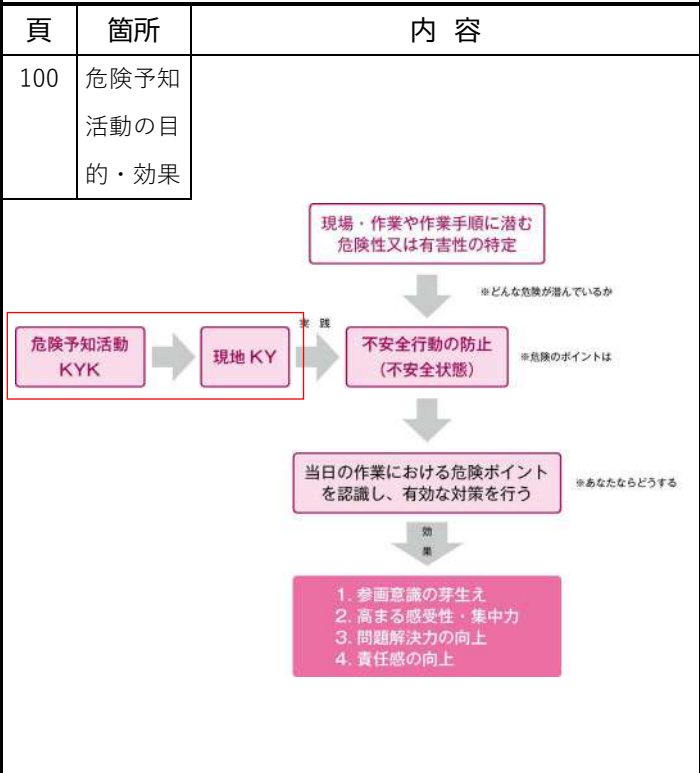 頁 箇所 内 容
100 危険予知
活動の目
的・効果
現場・作業や作業手順に潜む
危険性又は有害性の特定
※どんな危険が潜んでいるか
危険予知活動
KYK
現地 KY
実 践
不安全行動の防止
(不安全状態)
※危険のポイントは
当日の作業における危険ポイント
を認識し、有効な対策を行う
※あなたならどうする
効
果
1. 参画意識の芽生え
2. 高まる感受性・集中力
3. 問題解決力の向上
4. 責任感の向上